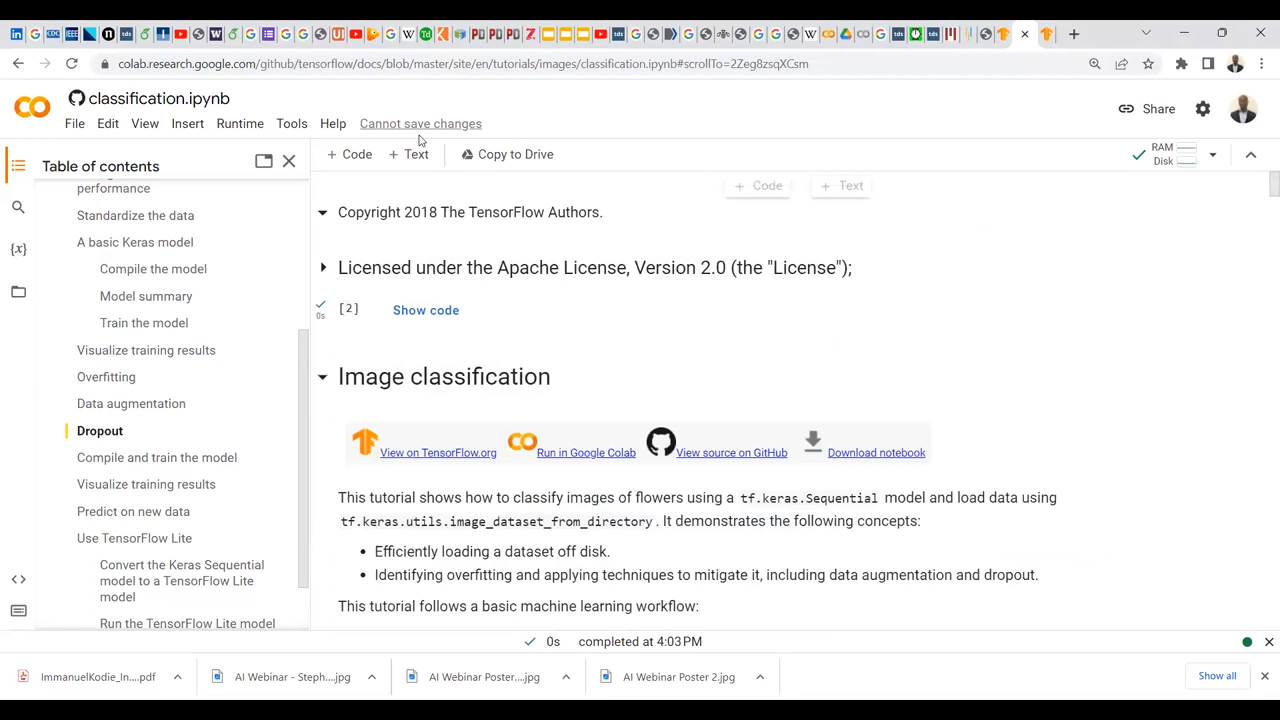 colab.research.google.com/github/tensorflow/docs/blob/master/site/en/tutorials/images/classification.ipynb#scrollTo=2Zeg8zsqXCsm
classification.ipynb
Share
File Edit View Insert Runtime Tools Help Cannot save changes
Table of contents
+ Code + Text Copy to Drive
RAM
Disk
+ Code + Text
performance
Standardize the data
A basic Keras model
Compile the model
Model summary
Train the model
Visualize training results
Overfitting
Data augmentation
Dropout
Compile and train the model
Visualize training results
Predict on new data
Use TensorFlow Lite
Convert the Keras Sequential
model to a TensorFlow Lite
model
Run the TensorFlow Lite model
Copyright 2018 The TensorFlow Authors.
Licensed under the Apache License, Version 2.0 (the "License");
0s
[2] Show code
Image classification
View on TensorFlow.org Run in Google Colab View source on GitHub Download notebook
This tutorial shows how to classify images of flowers using a tf.keras.Sequential model and load data using
tf.keras.utils.image_dataset_from_directory. It demonstrates the following concepts:
• Efficiently loading a dataset off disk.
• Identifying overfitting and applying techniques to mitigate it, including data augmentation and dropout.
This tutorial follows a basic machine learning workflow:
0s completed at 4:03 PM
ImmanuelKodie_In....pdf
AI Webinar - Steph....jpg
AI Webinar Poster....jpg
AI Webinar Poster 2.jpg
Show all